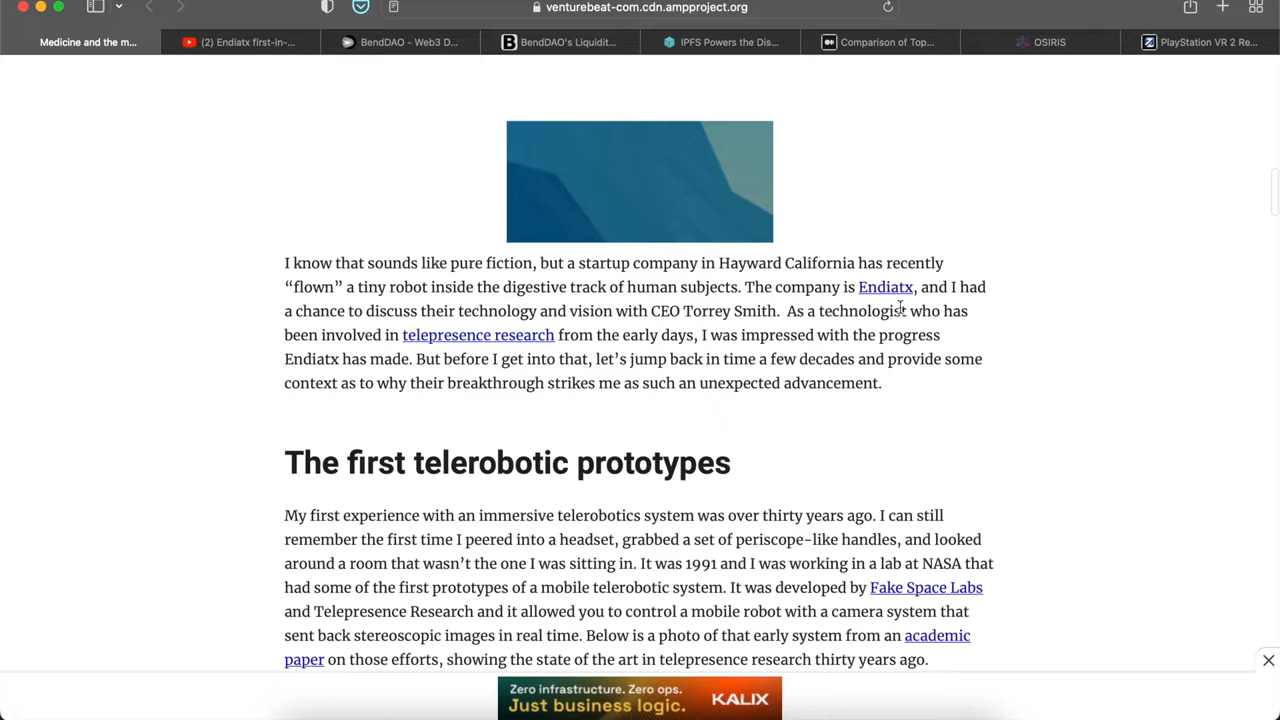 venturebeat-com.cdn.ampproject.org
Medicine and the m...
(2) Endiatx first-in-...
BendDAO - Web3 D...
BendDAO's Liquidit...
IPFS Powers the Dis...
Comparison of Top...
OSIRIS
PlayStation VR 2 Re...
I know that sounds like pure fiction, but a startup company in Hayward California has recently
“flown” a tiny robot inside the digestive track of human subjects. The company is Endiatx, and I had
a chance to discuss their technology and vision with CEO Torrey Smith.  As a technologist who has
been involved in telepresence research from the early days, I was impressed with the progress
Endiatx has made. But before I get into that, let’s jump back in time a few decades and provide some
context as to why their breakthrough strikes me as such an unexpected advancement.
The first telerobotic prototypes
My first experience with an immersive telerobotics system was over thirty years ago. I can still
remember the first time I peered into a headset, grabbed a set of periscope-like handles, and looked
around a room that wasn’t the one I was sitting in. It was 1991 and I was working in a lab at NASA that
had some of the first prototypes of a mobile telerobotic system. It was developed by Fake Space Labs
and Telepresence Research and it allowed you to control a mobile robot with a camera system that
sent back stereoscopic images in real time. Below is a photo of that early system from an academic
paper on those efforts, showing the state of the art in telepresence research thirty years ago.
Zero infrastructure. Zero ops.
Just business logic.
KALIX